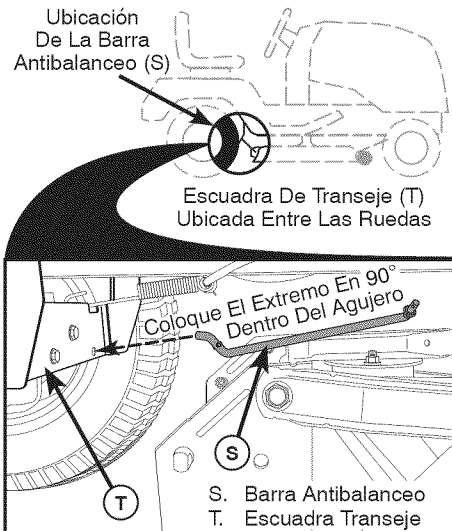 Ubicación
De La Barra
Antibalanceo (S)
Escuadra De Transeje (T)
Ubicada Entre Las Ruedas
Coloque El Extremo En 90°
Dentro Del Agujero
S
T
S. Barra Antibalanceo
T. Escuadra Transeje